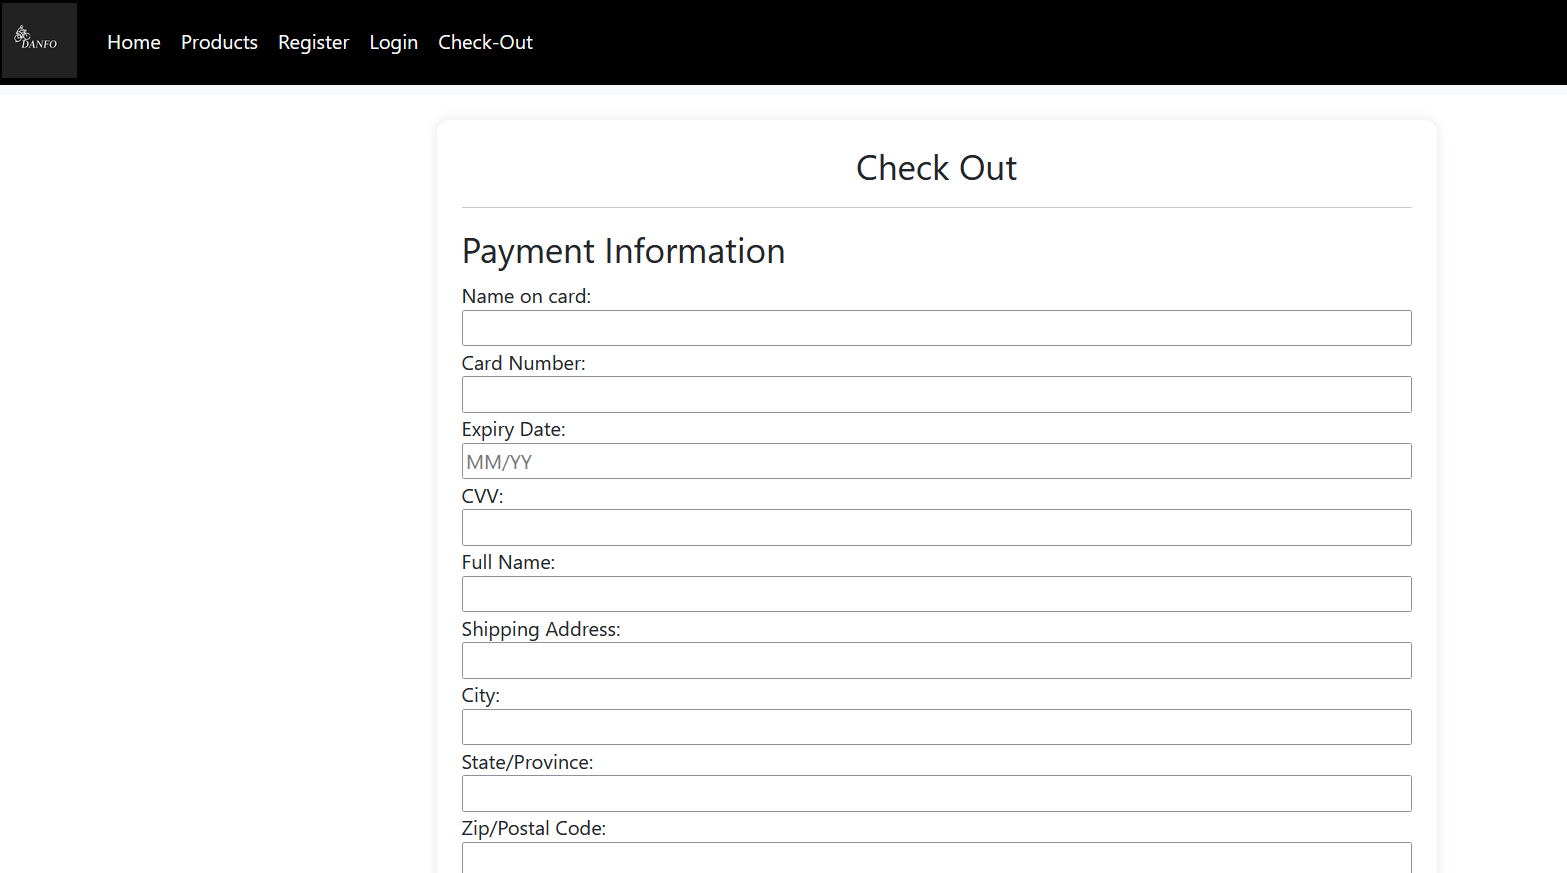 DANFO
Home Products Register Login Check-Out
Check Out
Payment Information
Name on card:
Card Number:
Expiry Date:
MM/YY
CVV:
Full Name:
Shipping Address:
City:
State/Province:
Zip/Postal Code: